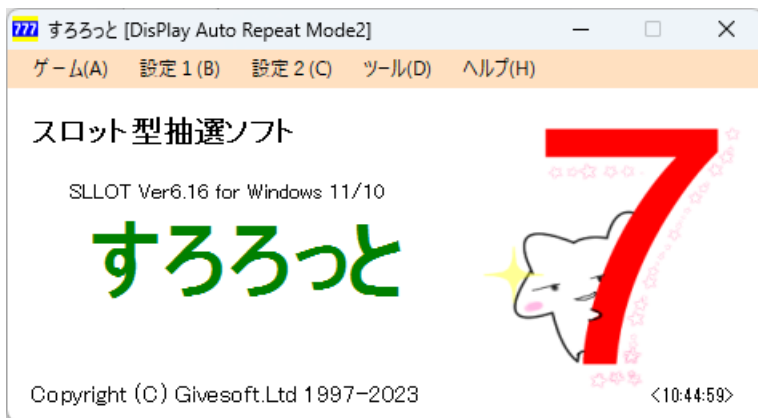 777 すろろっと [DisPlay Auto Repeat Mode2]
ゲーム(A) 設定1(B) 設定2(C) ツール(D) ヘルプ(H)
スロット型抽選ソフト
SLLOT Ver6.16 for Windows 11/10
すろろっと
7
Copyright (C) Givesoft.Ltd 1997-2023
<10:44:59>